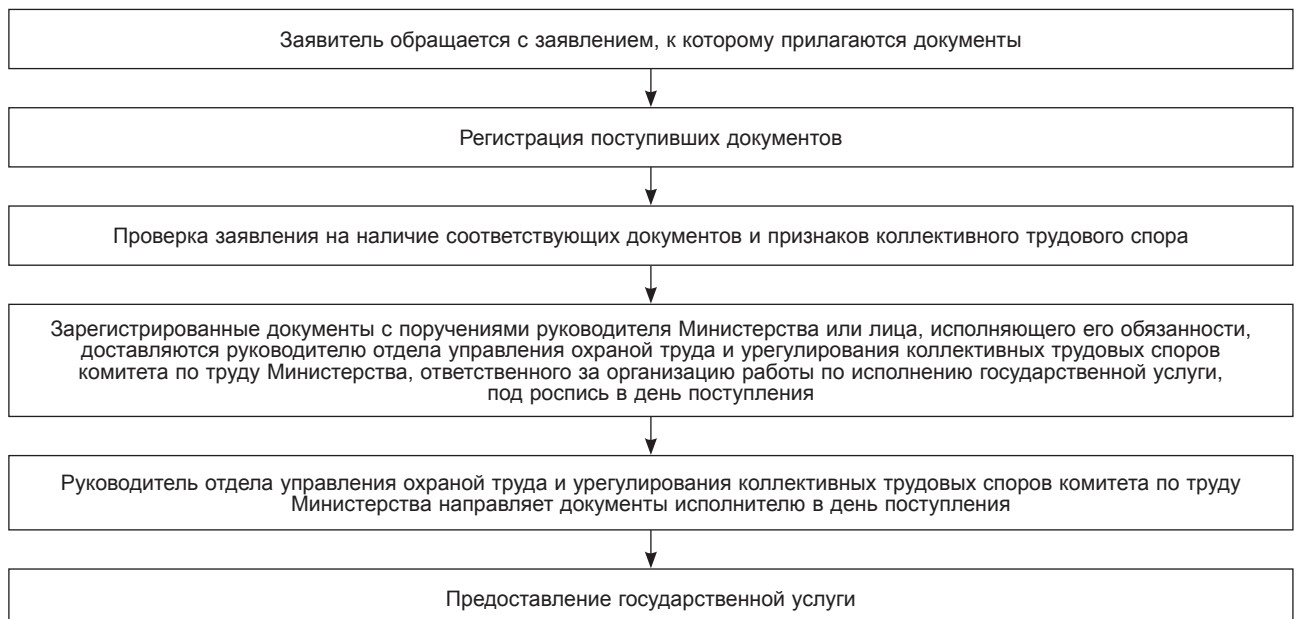 Заявитель обращается с заявлением, к которому прилагаются документы
Регистрация поступивших документов
Проверка заявления на наличие соответствующих документов и признаков коллективного трудового спора
Зарегистрированные документы с поручениями руководителя Министерства или лица, исполняющего его обязанности,
доставляются руководителю отдела управления охраной труда и урегулирования коллективных трудовых споров
комитета по труду Министерства, ответственного за организацию работы по исполнению государственной услуги,
под роспись в день поступления
Руководитель отдела управления охраной труда и урегулирования коллективных трудовых споров комитета по труду
Министерства направляет документы исполнителю в день поступления
Предоставление государственной услуги